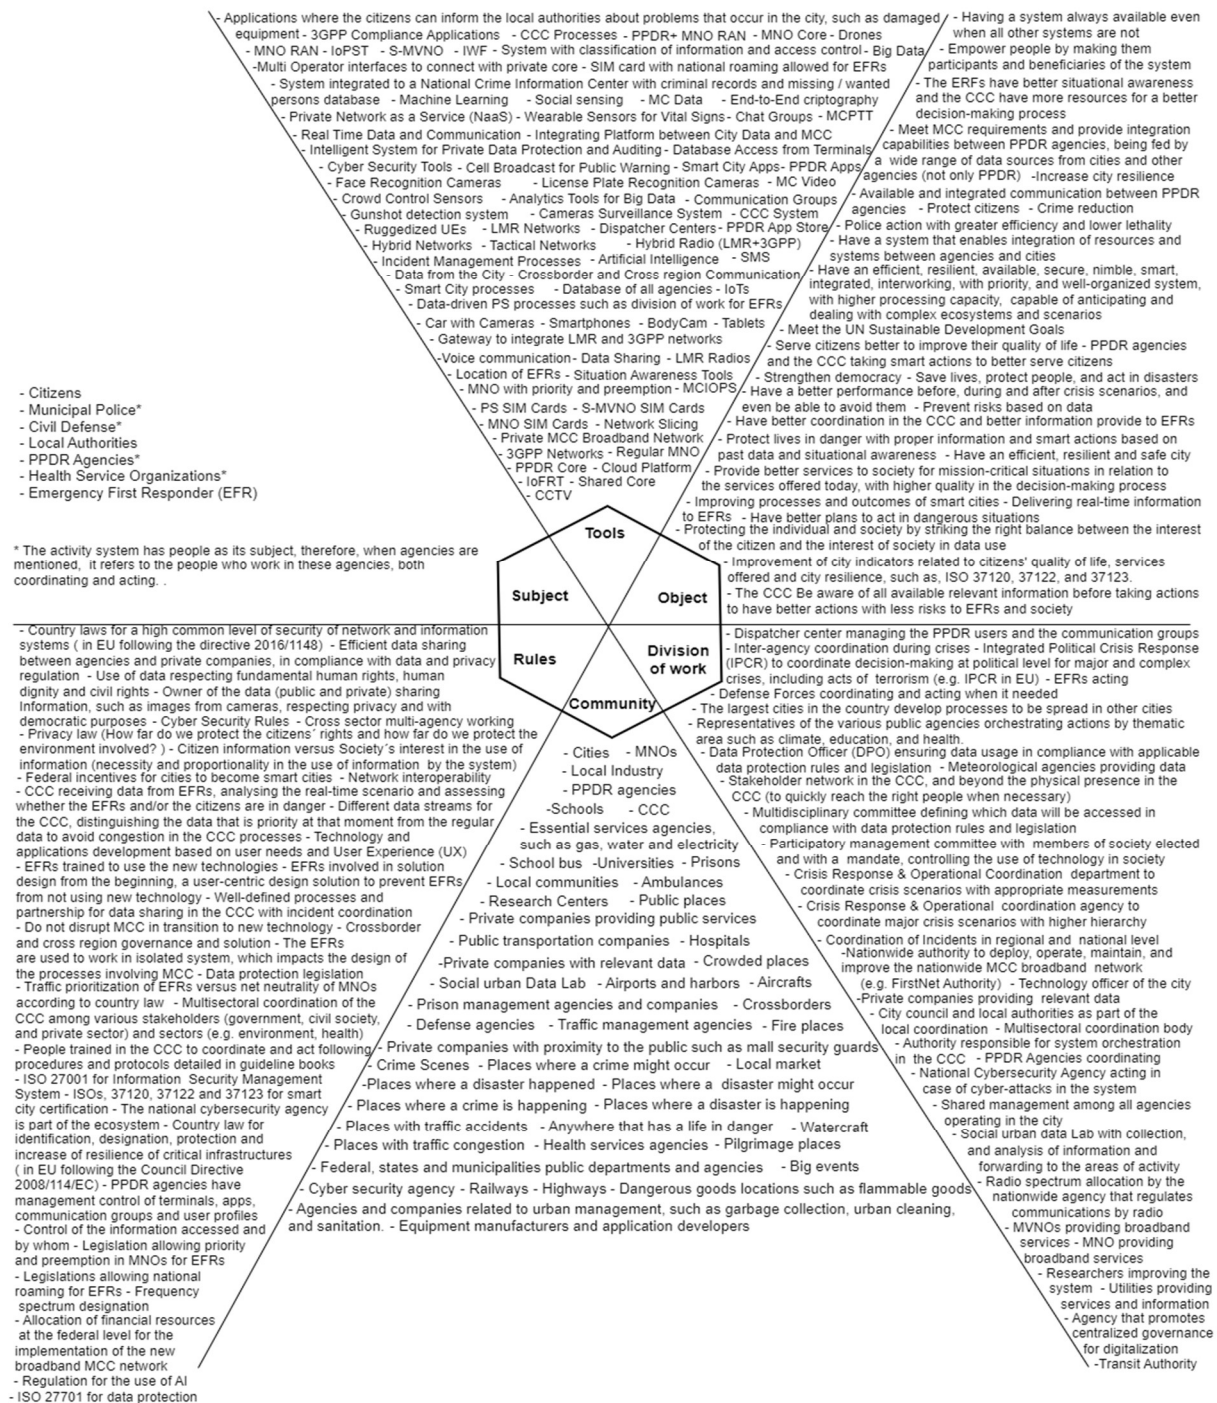 - Applications where the citizens can inform the local authorities about problems that occur in the city, such as damaged
equipment - 3GPP Compliance Applications - CCC Processes - PPDR+ MNO RAN - MNO Core - Drones
- MNO RAN - IoPST - S-MVNO - IWF - System with classification of information and access control - Big Data
-Multi Operator interfaces to connect with private core - SIM card with national roaming allowed for EFRs
- System integrated to a National Crime Information Center with criminal records and missing / wanted
persons database - Machine Learning - Social sensing - MC Data - End-to-End criptography
- Private Network as a Service (NaaS) - Wearable Sensors for Vital Signs - Chat Groups - MCPTT
- Real Time Data and Communication - Integrating Platform between City Data and MCC
- Intelligent System for Private Data Protection and Auditing - Database Access from Terminals
- Cyber Security Tools - Cell Broadcast for Public Warning - Smart City Apps- PPDR Apps
- Face Recognition Cameras - License Plate Recognition Cameras - MC Video
- Crowd Control Sensors - Analytics Tools for Big Data - Communication Groups
- Gunshot detection system - Cameras Surveillance System - CCC System
- Ruggedized UEs - LMR Networks - Dispatcher Centers- PPDR App Store
- Hybrid Networks - Tactical Networks - Hybrid Radio (LMR+3GPP)
- Incident Management Processes - Artificial Intelligence - SMS
- Data from the City - Crossborder and Cross region Communication
- Smart City processes - Database of all agencies - IoTs
- Data-driven PS processes such as division of work for EFRs
- Car with Cameras - Smartphones - BodyCam - Tablets
- Gateway to integrate LMR and 3GPP networks
-Voice communication- Data Sharing - LMR Radios
- Location of EFRs - Situation Awareness Tools
- MNO with priority and preemption - MCIOPS
- PS SIM Cards - S-MVNO SIM Cards
- MNO SIM Cards - Network Slicing
- Private MCC Broadband Network
- 3GPP Networks - Regular MNO
- PPDR Core - Cloud Platform
- IoFRT - Shared Core
- CCTV
- Having a system always available even
when all other systems are not
- Empower people by making them
participants and beneficiaries of the system
- The ERFs have better situational awareness
and the CCC have more resources for a better
decision-making process
- Meet MCC requirements and provide integration
capabilities between PPDR agencies, being fed by
a wide range of data sources from cities and other
agencies (not only PPDR) -Increase city resilience
- Available and integrated communication between PPDR
agencies - Protect citizens - Crime reduction
- Police action with greater efficiency and lower lethality
- Have a system that enables integration of resources and
systems between agencies and cities
- Have an efficient, resilient, available, secure, nimble, smart,
integrated, interworking, with priority, and well-organized system,
with higher processing capacity, capable of anticipating and
dealing with complex ecosystems and scenarios
- Meet the UN Sustainable Development Goals
- Serve citizens better to improve their quality of life - PPDR agencies
and the CCC taking smart actions to better serve citizens
- Strengthen democracy - Save lives, protect people, and act in disasters
- Have a better performance before, during and after crisis scenarios, and
even be able to avoid them - Prevent risks based on data
- Have better coordination in the CCC and better information provide to EFRs
- Protect lives in danger with proper information and smart actions based on
past data and situational awareness - Have an efficient, resilient and safe city
- Provide better services to society for mission-critical situations in relation to
the services offered today, with higher quality in the decision-making process
- Improving processes and outcomes of smart cities - Delivering real-time information
to EFRs - Have better plans to act in dangerous situations
- Protecting the individual and society by striking the right balance between the interest
of the citizen and the interest of society in data use
- Improvement of city indicators related to citizens' quality of life, services
offered and city resilience, such as, ISO 37120, 37122, and 37123.
- The CCC Be aware of all available relevant information before taking actions
to have better actions with less risks to EFRs and society
- Citizens
- Municipal Police*
- Civil Defense*
- Local Authorities
- PPDR Agencies*
- Health Service Organizations*
- Emergency First Responder (EFR)
* The activity system has people as its subject, therefore, when agencies are
mentioned, it refers to the people who work in these agencies, both
coordinating and acting. .
Tools
Subject
Object
Rules
Division
of work
Community
- Country laws for a high common level of security of network and information
systems ( in EU following the directive 2016/1148) - Efficient data sharing
between agencies and private companies, in compliance with data and privacy
regulation - Use of data respecting fundamental human rights, human
dignity and civil rights - Owner of the data (public and private) sharing
Information, such as images from cameras, respecting privacy and with
democratic purposes - Cyber Security Rules - Cross sector multi-agency working
- Privacy law (How far do we protect the citizens´ rights and how far do we protect the
environment involved? ) - Citizen information versus Society´s interest in the use of
information (necessity and proportionality in the use of information by the system)
- Federal incentives for cities to become smart cities - Network interoperability
- CCC receiving data from EFRs, analysing the real-time scenario and assessing
whether the EFRs and/or the citizens are in danger - Different data streams for
the CCC, distinguishing the data that is priority at that moment from the regular
data to avoid congestion in the CCC processes - Technology and
applications development based on user needs and User Experience (UX)
- EFRs trained to use the new technologies - EFRs involved in solution
design from the beginning, a user-centric design solution to prevent EFRs
from not using new technology - Well-defined processes and
partnership for data sharing in the CCC with incident coordination
- Do not disrupt MCC in transition to new technology - Crossborder
and cross region governance and solution - The EFRs
are used to work in isolated system, which impacts the design of
the processes involving MCC - Data protection legislation
- Traffic prioritization of EFRs versus net neutrality of MNOs
according to country law - Multisectoral coordination of the
CCC among various stakeholders (government, civil society,
and private sector) and sectors (e.g. environment, health)
- People trained in the CCC to coordinate and act following
procedures and protocols detailed in guideline books
- ISO 27001 for Information Security Management
System - ISOs, 37120, 37122 and 37123 for smart
city certification - The national cybersecurity agency
is part of the ecosystem - Country law for
identification, designation, protection and
increase of resilience of critical infrastructures
( in EU following the Council Directive
2008/114/EC) - PPDR agencies have
management control of terminals, apps,
communication groups and user profiles
- Control of the information accessed and
by whom - Legislation allowing priority
and preemption in MNOs for EFRs
- Legislations allowing national
roaming for EFRs - Frequency
spectrum designation
- Allocation of financial resources
at the federal level for the
implementation of the new
broadband MCC network
- Regulation for the use of AI
- ISO 27701 for data protection
- Cities - MNOs
- Local Industry
- PPDR agencies
-Schools - CCC
- Essential services agencies,
such as gas, water and electricity
- School bus -Universities - Prisons
- Local communities - Ambulances
- Research Centers - Public places
- Private companies providing public services
- Public transportation companies - Hospitals
-Private companies with relevant data - Crowded places
- Social urban Data Lab - Airports and harbors - Aircrafts
- Prison management agencies and companies - Crossborders
- Defense agencies - Traffic management agencies - Fire places
- Private companies with proximity to the public such as mall security guards
- Crime Scenes - Places where a crime might occur - Local market
-Places where a disaster happened - Places where a disaster might occur
- Places where a crime is happening - Places where a disaster is happening
- Places with traffic accidents - Anywhere that has a life in danger - Watercraft
- Places with traffic congestion - Health services agencies - Pilgrimage places
- Federal, states and municipalities public departments and agencies - Big events
- Cyber security agency - Railways - Highways - Dangerous goods locations such as flammable goods
- Agencies and companies related to urban management, such as garbage collection, urban cleaning,
and sanitation. - Equipment manufacturers and application developers
- Dispatcher center managing the PPDR users and the communication groups
- Inter-agency coordination during crises - Integrated Political Crisis Response
(IPCR) to coordinate decision-making at political level for major and complex
crises, including acts of terrorism (e.g. IPCR in EU) - EFRs acting
- Defense Forces coordinating and acting when it needed
- The largest cities in the country develop processes to be spread in other cities
- Representatives of the various public agencies orchestrating actions by thematic
area such as climate, education, and health.
- Data Protection Officer (DPO) ensuring data usage in compliance with applicable
data protection rules and legislation - Meteorological agencies providing data
- Stakeholder network in the CCC, and beyond the physical presence in the
CCC (to quickly reach the right people when necessary)
- Multidisciplinary committee defining which data will be accessed in
compliance with data protection rules and legislation
- Participatory management committee with members of society elected
and with a mandate, controlling the use of technology in society
- Crisis Response & Operational Coordination department to
coordinate crisis scenarios with appropriate measurements
- Crisis Response & Operational coordination agency to
coordinate major crisis scenarios with higher hierarchy
- Coordination of Incidents in regional and national level
-Nationwide authority to deploy, operate, maintain, and
improve the nationwide MCC broadband network
(e.g. FirstNet Authority) - Technology officer of the city
-Private companies providing relevant data
- City council and local authorities as part of the
local coordination - Multisectoral coordination body
- Authority responsible for system orchestration
in the CCC - PPDR Agencies coordinating
- National Cybersecurity Agency acting in
case of cyber-attacks in the system
- Shared management among all agencies
operating in the city
- Social urban data Lab with collection,
and analysis of information and
forwarding to the areas of activity
- Radio spectrum allocation by the
nationwide agency that regulates
communications by radio
- MVNOs providing broadband
services - MNO providing
broadband services
- Researchers improving the
system - Utilities providing
services and information
- Agency that promotes
centralized governance
for digitalization
-Transit Authority